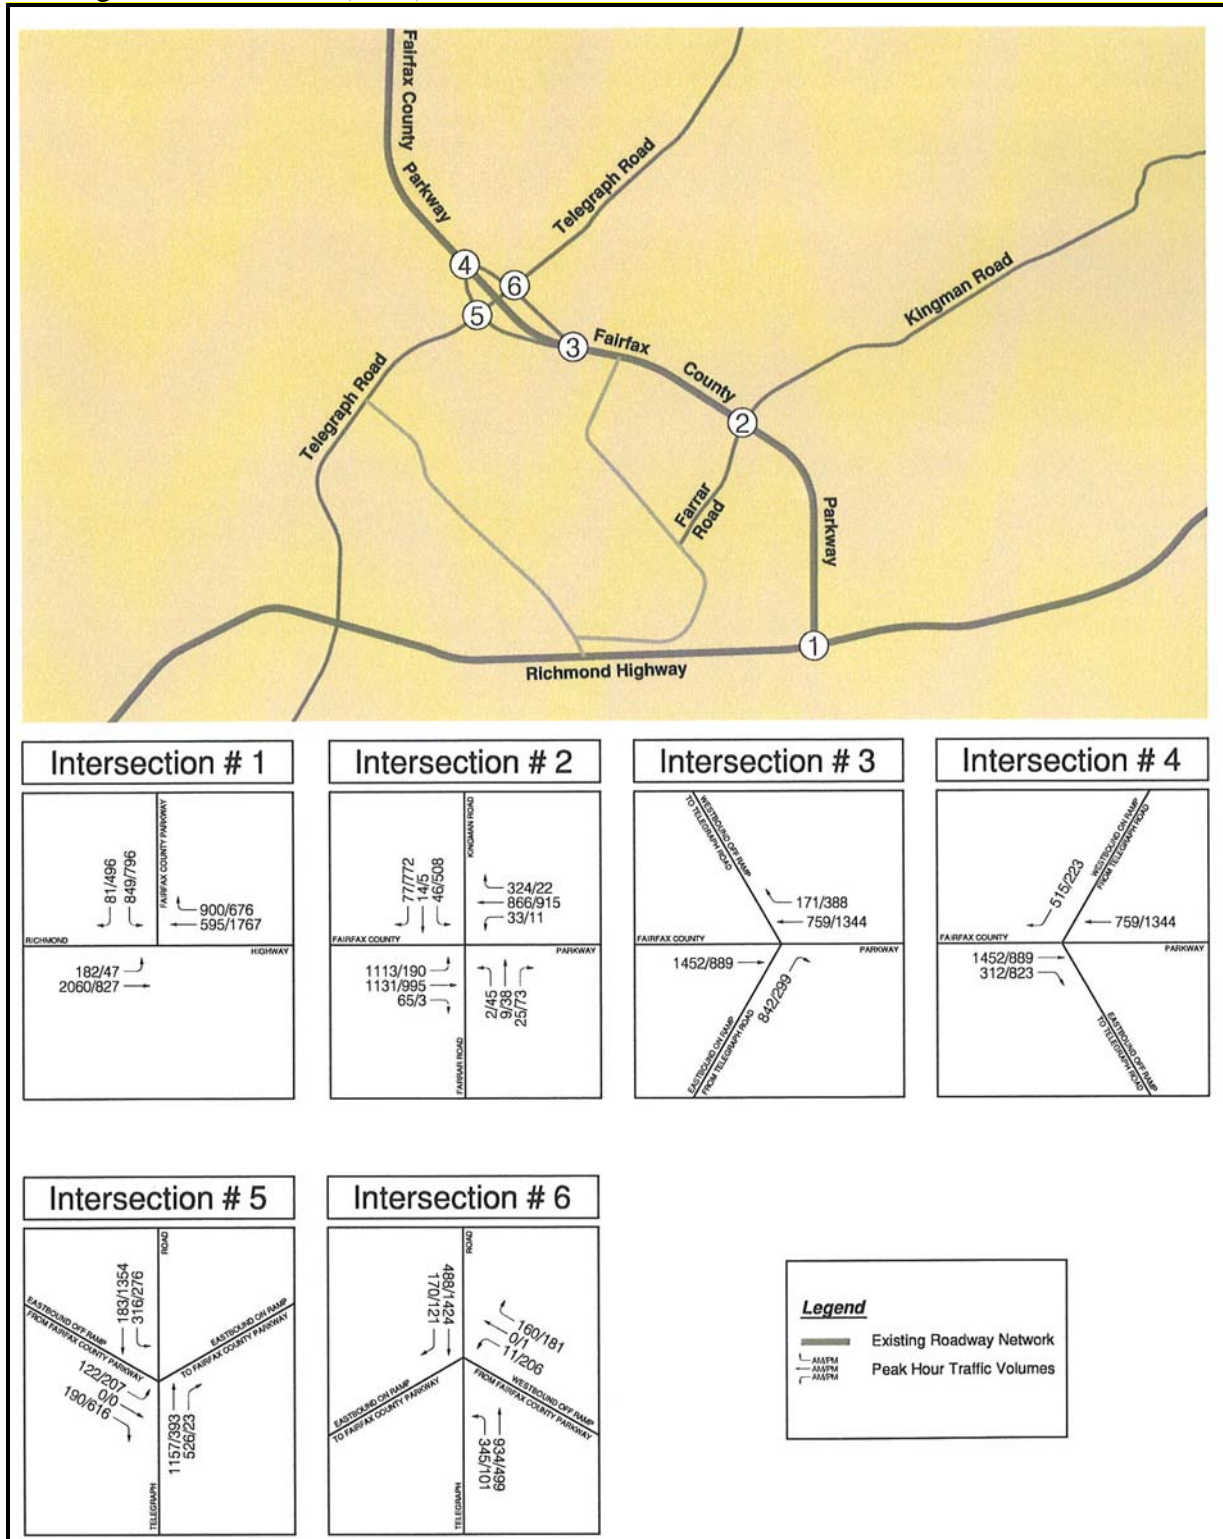 Fairfax County
Parkway
Telegraph Road
Kingman Road
4
6
5
3
Fairfax
County
2
Telegraph Road
Farrar
Road
Parkway
1
Richmond Highway
Intersection # 1
81/496
849/796
FAIRFAX COUNTY PARKWAY
900/676
595/1767
RICHMOND
HIGHWAY
182/47
2060/827
Intersection # 2
77/772
14/5
46/508
KINGMAN ROAD
324/22
866/915
33/11
FAIRFAX COUNTY
PARKWAY
1113/190
1131/995
65/3
2/45
9/38
25/73
FARRAR ROAD
Intersection # 3
WESTBOUND OFF RAMP
TO TELEGRAPH ROAD
171/388
759/1344
FAIRFAX COUNTY
PARKWAY
1452/889
842/299
EASTBOUND ON RAMP
FROM TELEGRAPH ROAD
Intersection # 4
515/223
WESTBOUND ON RAMP
FROM TELEGRAPH ROAD
759/1344
FAIRFAX COUNTY
PARKWAY
1452/889
312/823
EASTBOUND OFF RAMP
TO TELEGRAPH ROAD
Intersection # 5
183/1354
316/276
ROAD
EASTBOUND OFF RAMP
FROM FAIRFAX COUNTY PARKWAY
EASTBOUND ON RAMP
TO FAIRFAX COUNTY PARKWAY
122/207
0/0
190/616
1157/393
526/23
TELEGRAPH
Intersection # 6
488/1424
170/121
ROAD
160/181
0/1
11/206
EASTBOUND ON RAMP
TO FAIRFAX COUNTY PARKWAY
WESTBOUND OFF RAMP
FROM FAIRFAX COUNTY PARKWAY
934/499
345/101
TELEGRAPH
Legend
Existing Roadway Network
AM/PM
AM/PM
AM/PM
Peak Hour Traffic Volumes